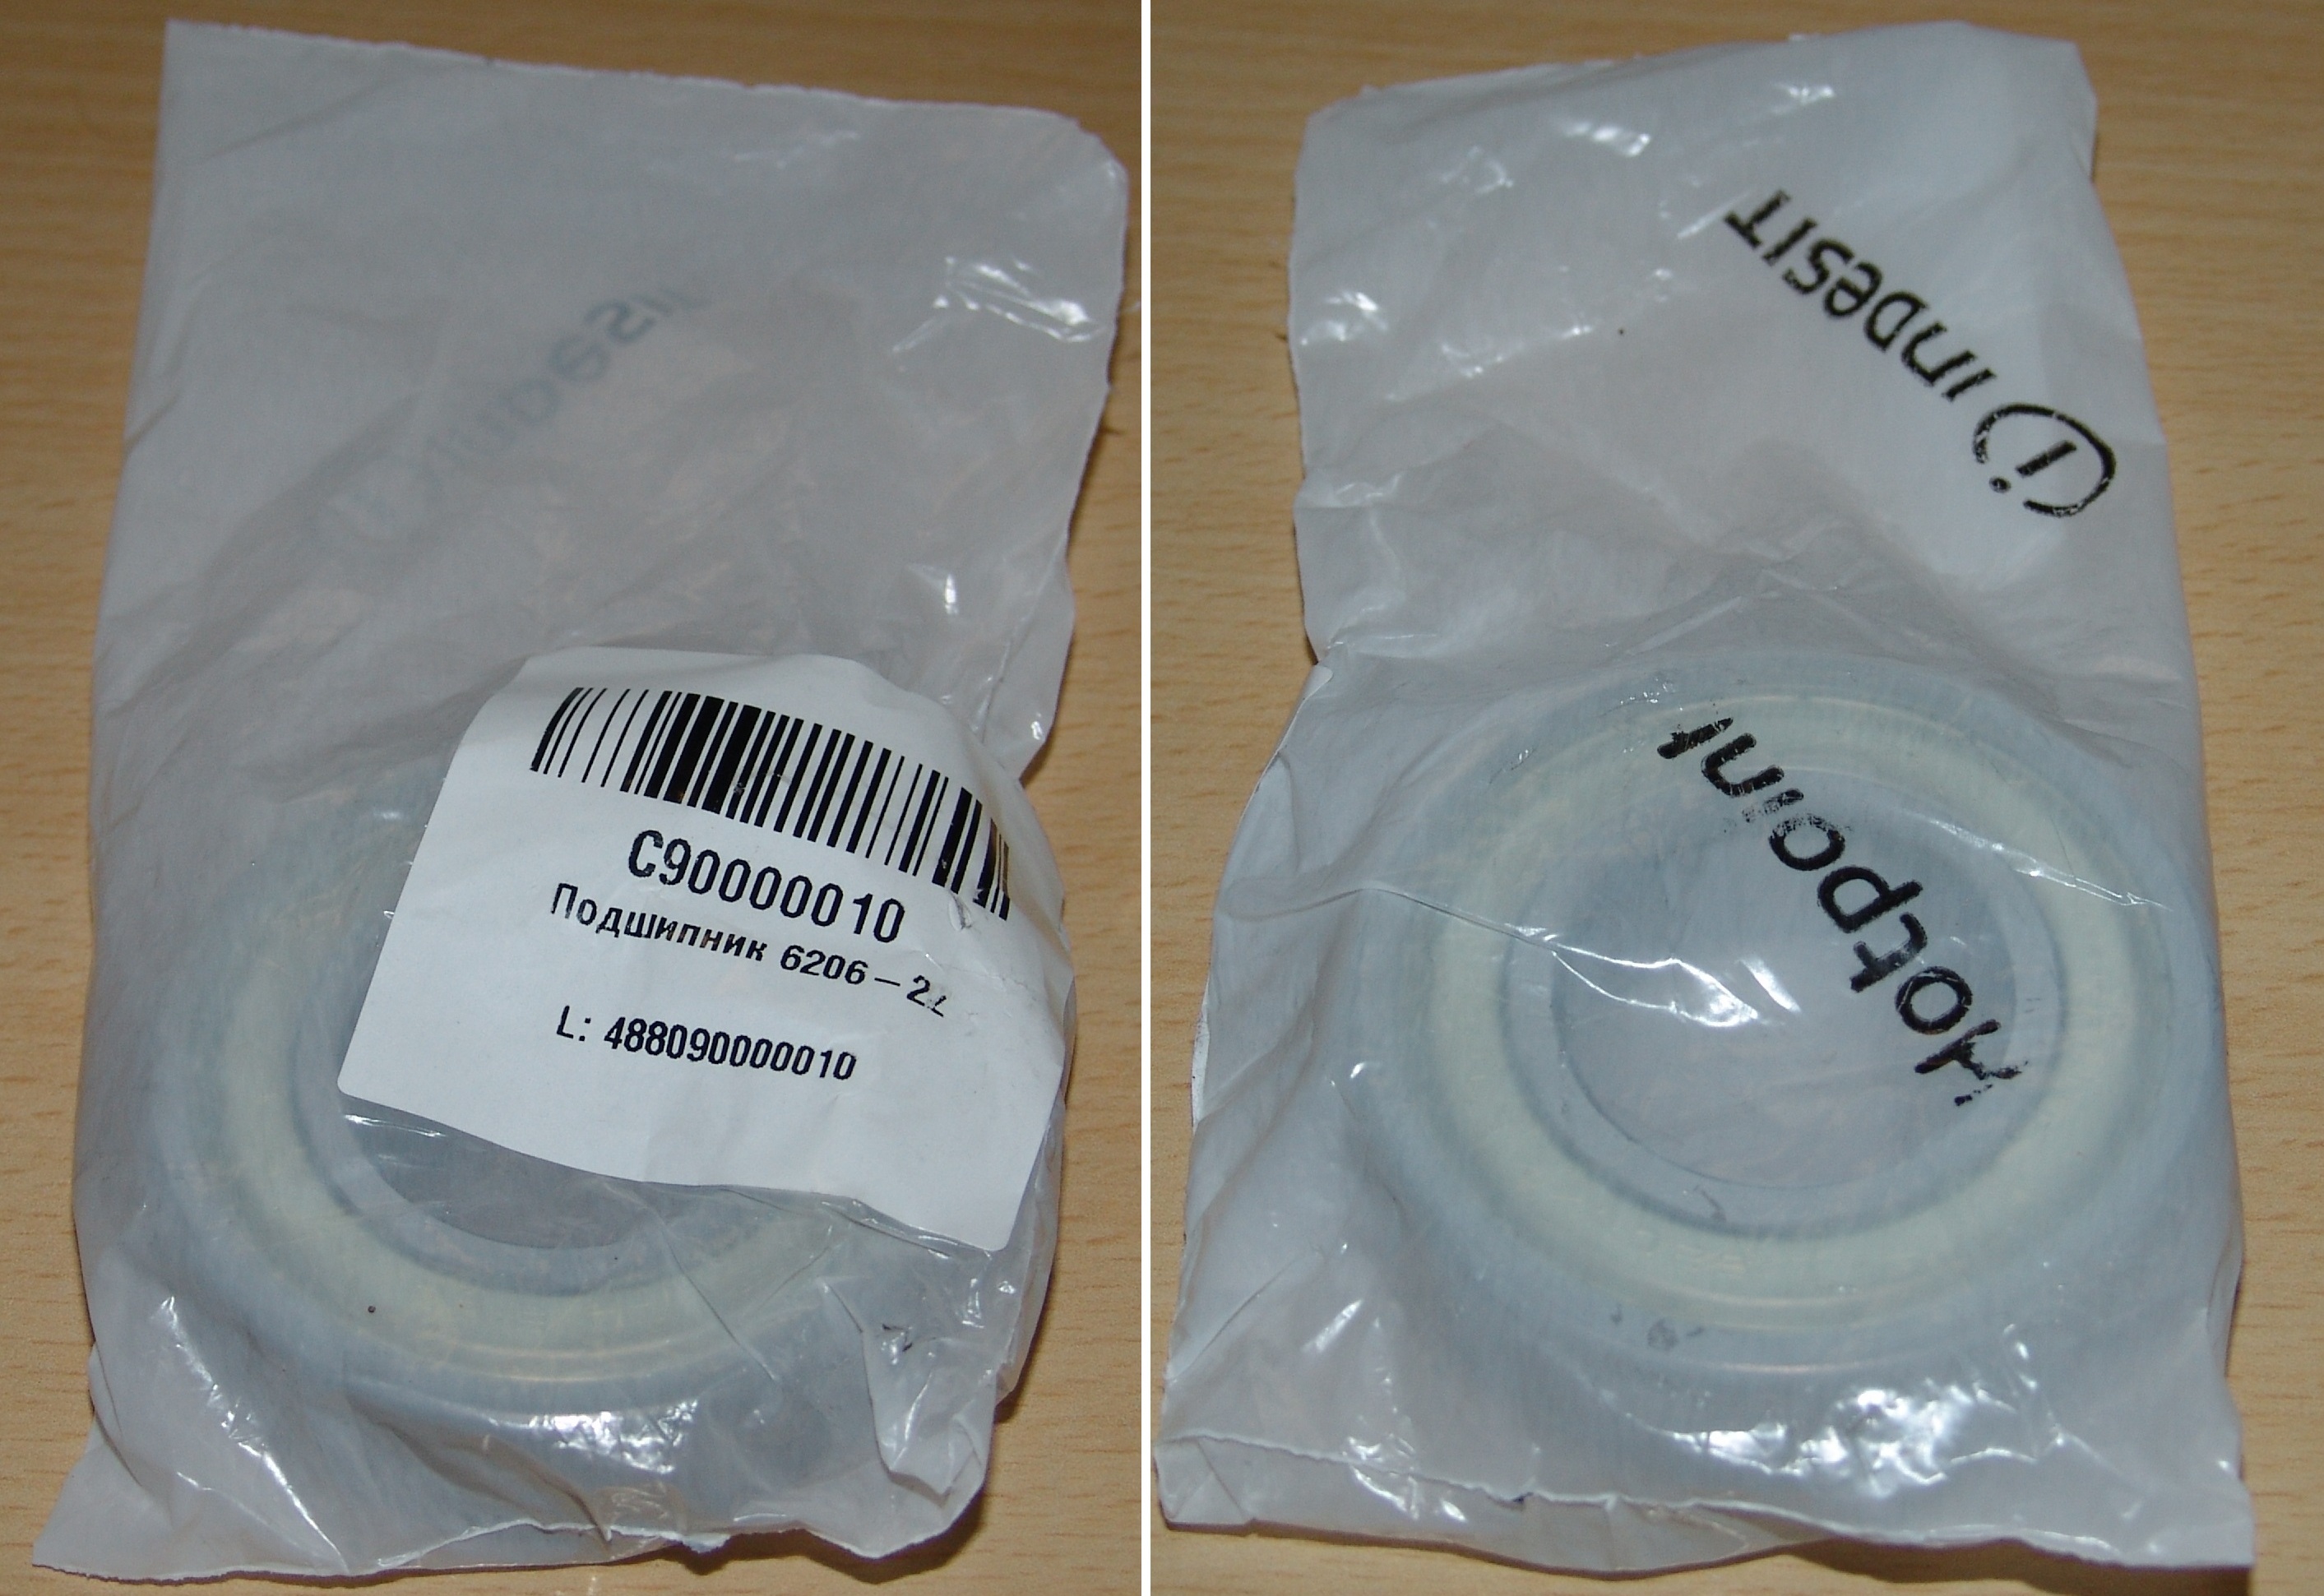 C90000010
Подшипник 6206-2Z
L: 488090000010
i indesit
Hotpoint